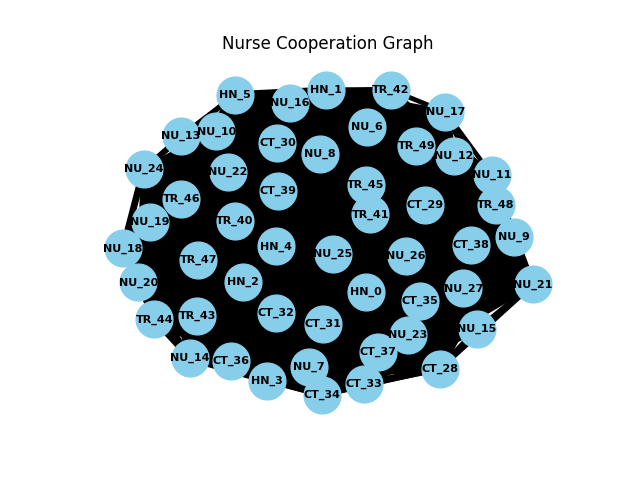 Nurse Cooperation Graph
HN_5
NU_16
HN_1
TR_42
NU_17
NU_13
NU_10
CT_30
NU_8
NU_6
TR_49
NU_12
NU_24
NU_22
NU_11
TR_46
CT_39
TR_45
TR_41
CT_29
TR_48
NU_19
TR_40
NU_18
HN_4
NU_25
NU_26
CT_38
NU_9
TR_47
NU_20
HN_2
HN_0
CT_35
NU_27
NU_21
TR_44
TR_43
CT_32
CT_31
NU_23
NU_15
NU_14
CT_36
HN_3
NU_7
CT_37
CT_28
CT_34
CT_33